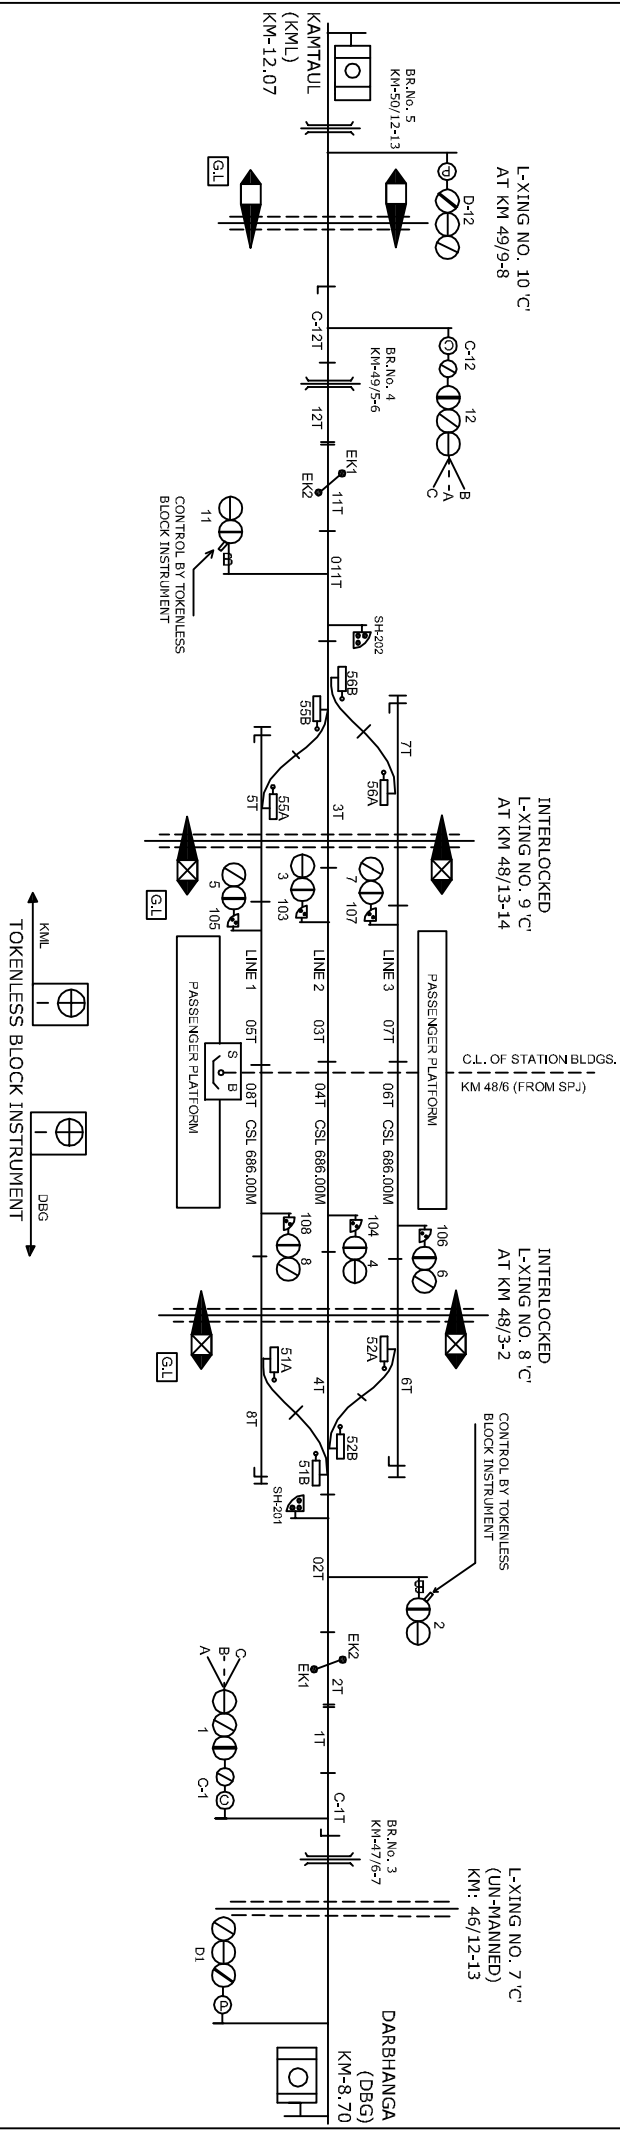 KAMTAUL
(KML)
KM-12.07
BR.No. 5
KM-50/12-13
G.L
L-XING NO. 10 'C'
AT KM 49/9-8
P
D-12
C-12T
C
C-12
12
B
A
C
BR.No. 4
KM-49/5-6
12T
EK1
EK2
11T
11
CONTROL BY TOKENLESS
BLOCK INSTRUMENT
011T
SH-202
56B
55B
56A
55A
7T
3T
5T
INTERLOCKED
L-XING NO. 9 'C'
AT KM 48/13-14
G.L
7
107
3
103
5
105
LINE 3
LINE 2
LINE 1
07T
03T
05T
PASSENGER PLATFORM
PASSENGER PLATFORM
C.L. OF STATION BLDGS.
KM 48/6 (FROM SPJ)
S
B
06T
04T
08T
CSL 686.00M
CSL 686.00M
CSL 686.00M
KML
DBG
TOKENLESS BLOCK INSTRUMENT
106
6
104
4
108
8
INTERLOCKED
L-XING NO. 8 'C'
AT KM 48/3-2
G.L
52A
51A
52B
51B
6T
4T
8T
SH-201
CONTROL BY TOKENLESS
BLOCK INSTRUMENT
2
02T
EK2
EK1
2T
C
B
A
1
1T
C-1
C
C-1T
BR.No. 3
KM-47/6-7
L-XING NO. 7 'C'
(UN-MANNED)
KM: 46/12-13
D1
P
DARBHANGA
(DBG)
KM-8.70